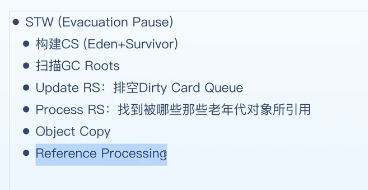 STW (Evacuation Pause)
构建CS (Eden+Survivor)
扫描GC Roots
Update RS：排空Dirty Card Queue
Process RS：找到被哪些那些老年代对象所引用
Object Copy
Reference Processing